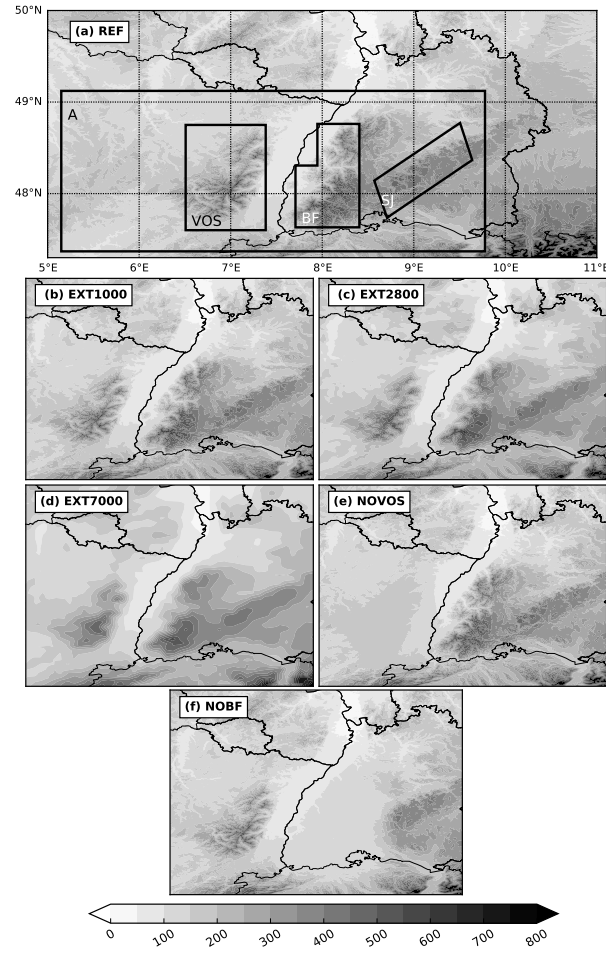 50°N
(a) REF
49°N
A
48°N
VOS
BF
SJ
5°E 6°E 7°E 8°E 9°E 10°E 11°E
(b) EXT1000
(c) EXT2800
(d) EXT7000
(e) NOVOS
(f) NOBF
0 100 200 300 400 500 600 700 800